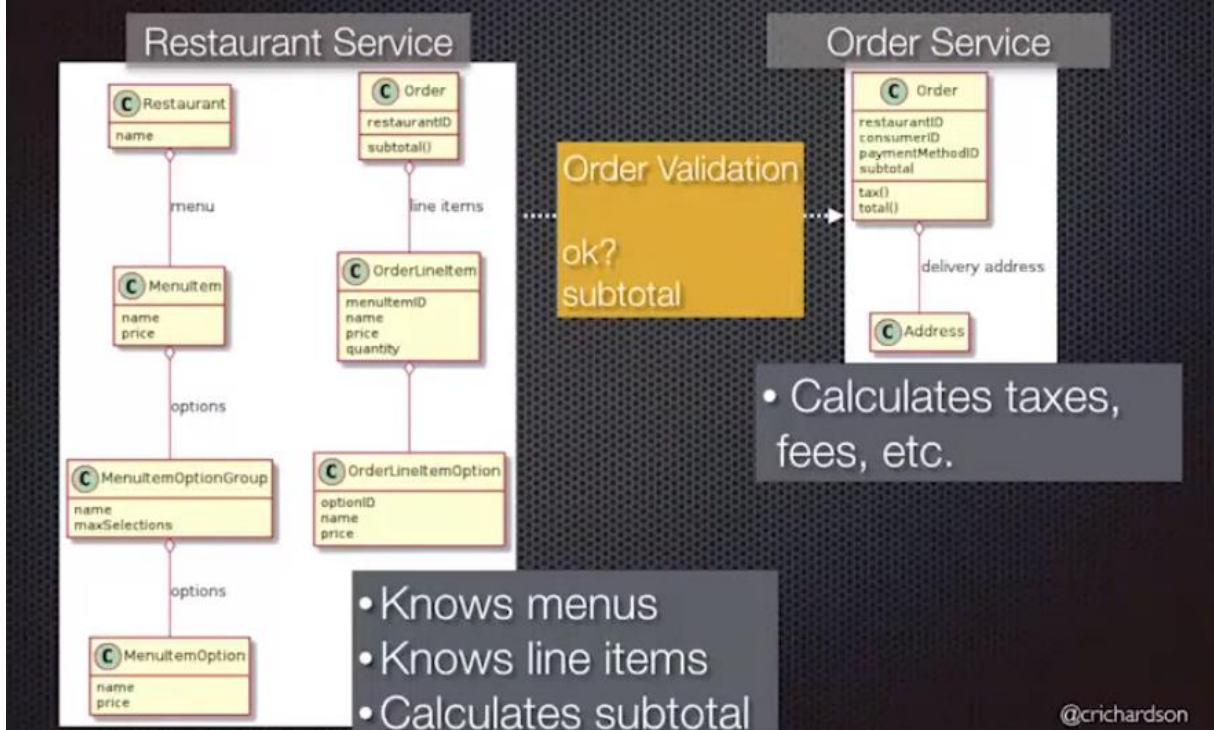 Restaurant Service
Order Service
C Restaurant
name
menu
C MenuItem
name
price
options
C MenuItemOptionGroup
name
maxSelections
options
C MenuItemOption
name
price
C Order
restaurantID
subtotal()
line items
C OrderLineItem
menuItemID
name
price
quantity
C OrderLineItemOption
optionID
name
price
Order Validation
ok?
subtotal
C Order
restaurantID
consumerID
paymentMethodID
subtotal
tax()
total()
delivery address
C Address
• Calculates taxes,
fees, etc.
• Knows menus
• Knows line items
• Calculates subtotal
@crichardson